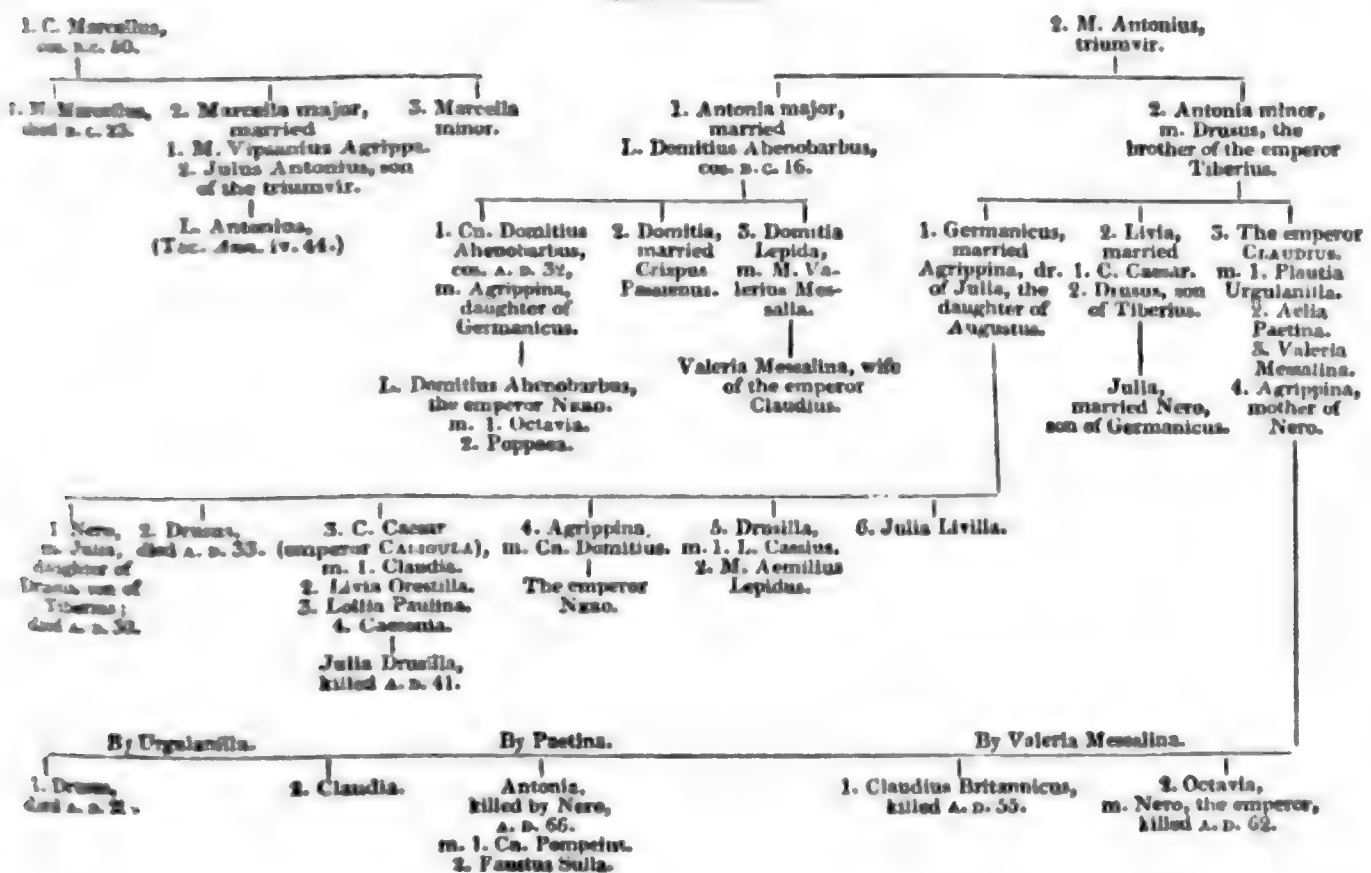 1. C. Marcellus,
cos. B.C. 50.
2. M. Antonius,
triumvir.
1. M. Marcellus,
died B. C. 23.
2. Marcella major,
married
1. M. Vipsanius Agrippa.
2. Julus Antonius, son
of the triumvir.
3. Marcella
minor.
L. Antonius,
(Tac. Ann. iv. 44.)
1. Antonia major,
married
L. Domitius Ahenobarbus,
cos. B. C. 16.
2. Antonia minor,
m. Drusus, the
brother of the emperor
Tiberius.
1. Cn. Domitius
Ahenobarbus,
cos. A. D. 32,
m. Agrippina,
daughter of
Germanicus.
2. Domitia,
married
Crispus
Passienus.
3. Domitia
Lepida,
m. M. Va-
lerius Mes-
salla.
1. Germanicus,
married
Agrippina, dr.
of Julia, the
daughter of
Augustus.
2. Livia,
married
1. C. Caesar.
2. Drusus, son
of Tiberius.
3. The emperor
CLAUDIUS.
m. 1. Plautia
Urgulanilla.
2. Aelia
Paetina.
3. Valeria
Messalina.
4. Agrippina,
mother of
Nero.
L. Domitius Ahenobarbus,
the emperor NERO.
m. 1. Octavia.
2. Poppaea.
Valeria Messalina, wife
of the emperor
Claudius.
Julia,
married Nero,
son of Germanicus.
1. Nero,
m. Julia,
daughter of
Drusus, son of
Tiberius;
died A. D. 30.
2. Drusus,
died A. D. 33.
3. C. Caesar
(emperor CALIGULA),
m. 1. Claudia.
2. Livia Orestilla.
3. Lollia Paulina.
4. Caesonia.
4. Agrippina,
m. Cn. Domitius.
The emperor
NERO.
5. Drusilla,
m. 1. L. Cassius.
2. M. Aemilius
Lepidus.
6. Julia Livilla.
Julia Drusilla,
killed A. D. 41.
By Urgulanilla.
By Paetina.
By Valeria Messalina.
1. Drusus,
died A. D.
2. Claudia.
Antonia.
killed by Nero,
A. D. 66.
m. 1. Cn. Pompeius.
2. Faustus Sulla.
1. Claudius Britannicus,
killed A. D. 55.
2. Octavia,
m. Nero, the emperor,
killed A. D. 62.